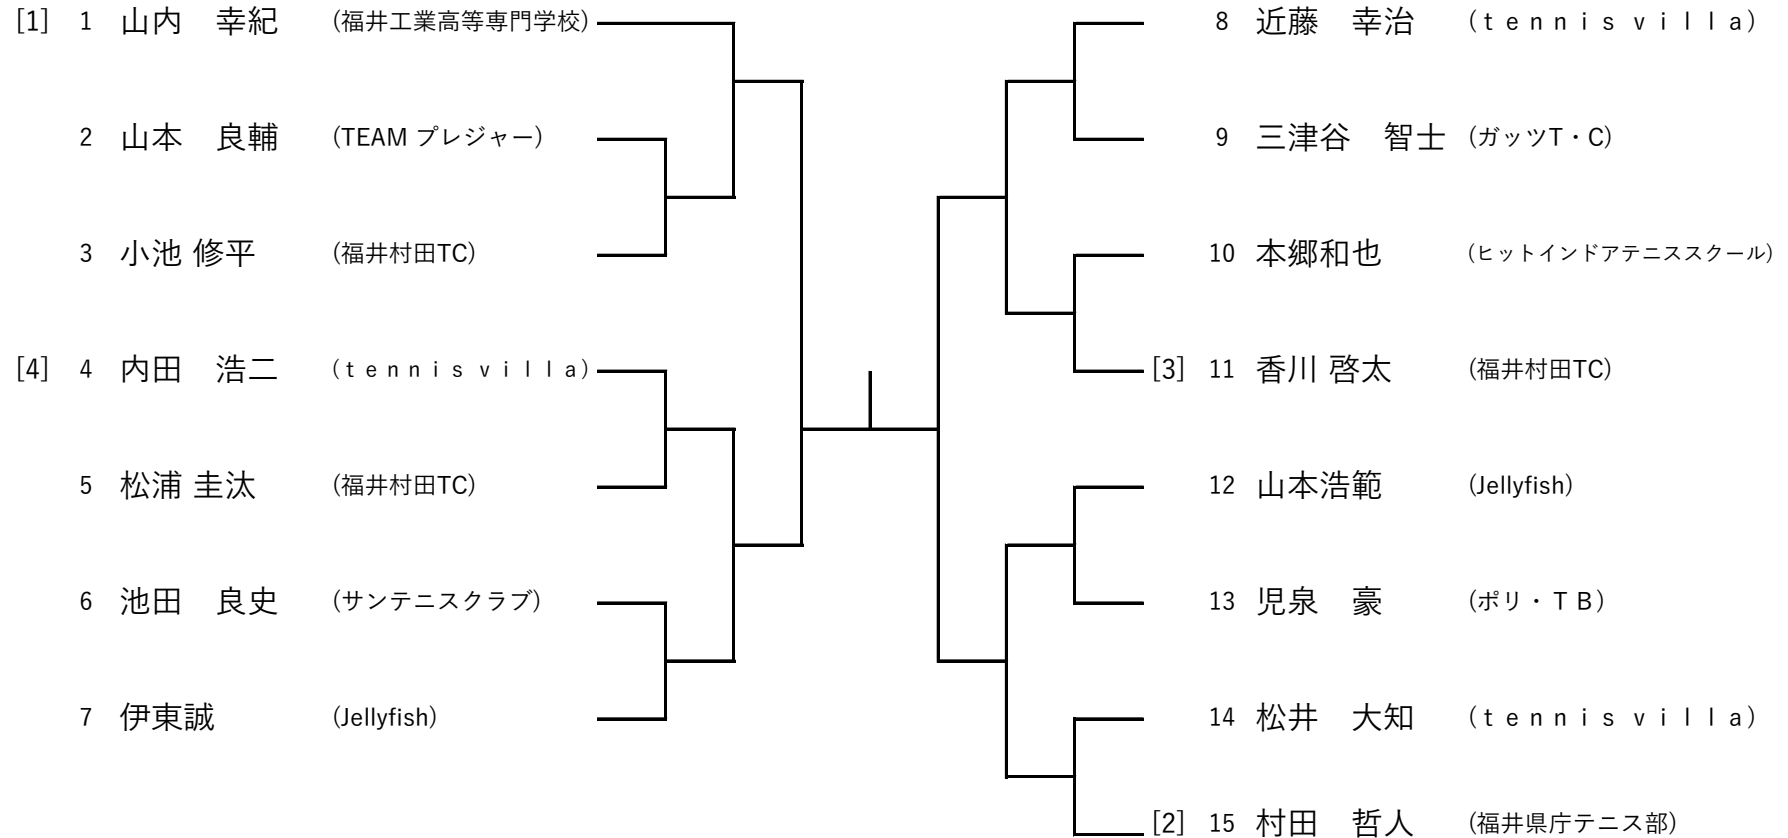 [1] 1 山内　幸紀 (福井工業高等専門学校)
2 山本　良輔 (TEAM プレジャー)
3 小池 修平 (福井村田TC)
[4] 4 内田　浩二 (ｔｅｎｎｉｓ ｖｉｌｌａ)
5 松浦 圭汰 (福井村田TC)
6 池田　良史 (サンテニスクラブ)
7 伊東誠 (Jellyfish)
8 近藤　幸治 (ｔｅｎｎｉｓ ｖｉｌｌａ)
9 三津谷　智士 (ガッツT・C)
10 本郷和也 (ヒットインドアテニススクール)
[3] 11 香川 啓太 (福井村田TC)
12 山本浩範 (Jellyfish)
13 児泉　豪 (ポリ・ＴＢ)
14 松井　大知 (ｔｅｎｎｉｓ ｖｉｌｌａ)
[2] 15 村田　哲人 (福井県庁テニス部)